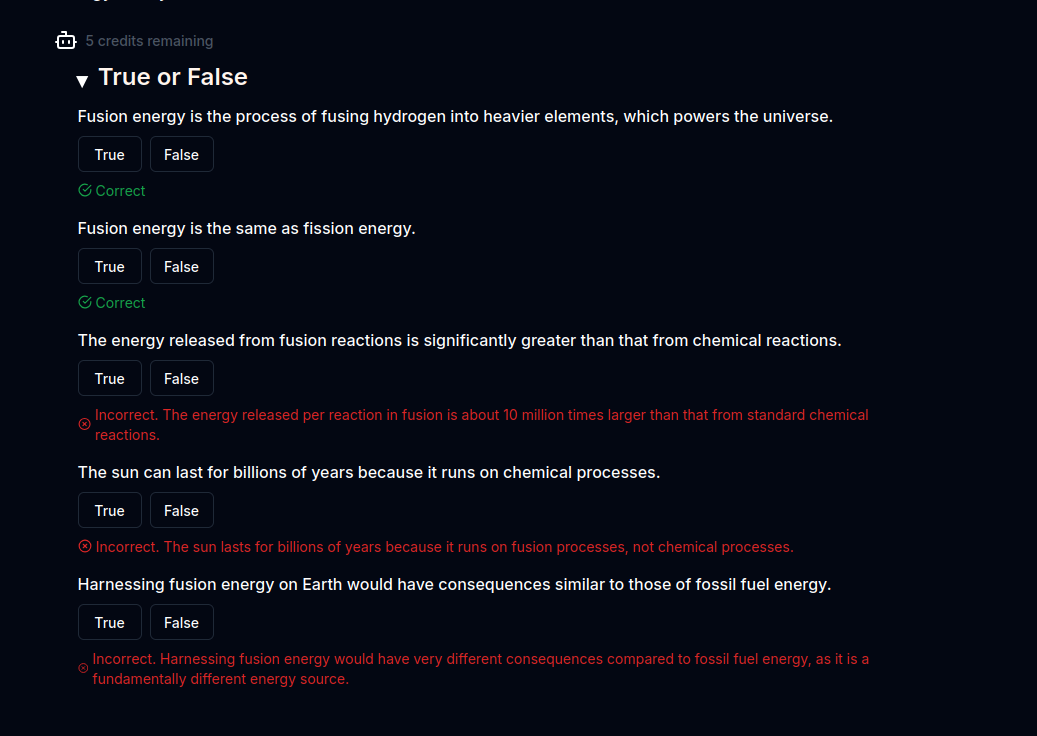 5 credits remaining
True or False
Fusion energy is the process of fusing hydrogen into heavier elements, which powers the universe.
True False
Correct
Fusion energy is the same as fission energy.
True False
Correct
The energy released from fusion reactions is significantly greater than that from chemical reactions.
True False
Incorrect. The energy released per reaction in fusion is about 10 million times larger than that from standard chemical
reactions.
The sun can last for billions of years because it runs on chemical processes.
True False
Incorrect. The sun lasts for billions of years because it runs on fusion processes, not chemical processes.
Harnessing fusion energy on Earth would have consequences similar to those of fossil fuel energy.
True False
Incorrect. Harnessing fusion energy would have very different consequences compared to fossil fuel energy, as it is a
fundamentally different energy source.